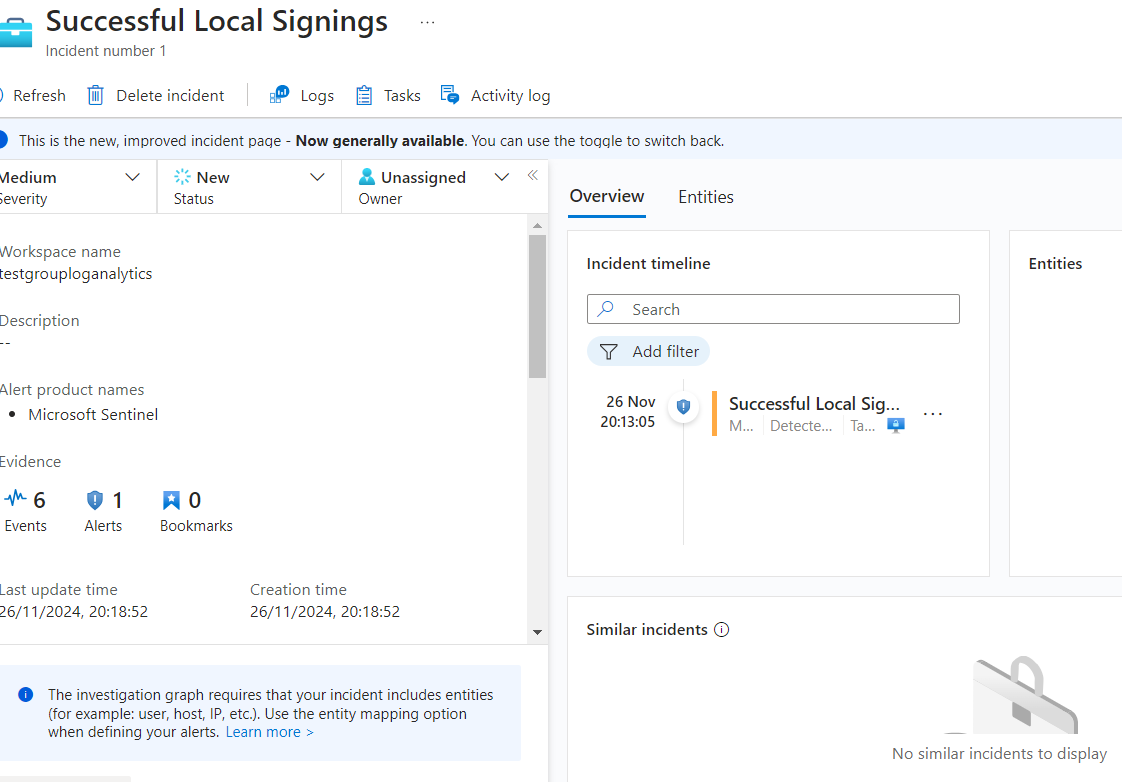 Successful Local Signings ...
Incident number 1
Refresh Delete incident Logs Tasks Activity log
This is the new, improved incident page - Now generally available. You can use the toggle to switch back.
Medium New Unassigned «
Severity Status Owner
Workspace name
testgrouploganalytics
Description
--
Alert product names
• Microsoft Sentinel
Evidence
6 1 0
Events Alerts Bookmarks
Last update time Creation time
26/11/2024, 20:18:52 26/11/2024, 20:18:52
The investigation graph requires that your incident includes entities
(for example: user, host, IP, etc.). Use the entity mapping option
when defining your alerts. Learn more >
Overview Entities
Incident timeline
Search
Add filter
26 Nov
20:13:05
Successful Local Sig... ...
M... Detecte... Ta...
Entities
Similar incidents
No similar incidents to display